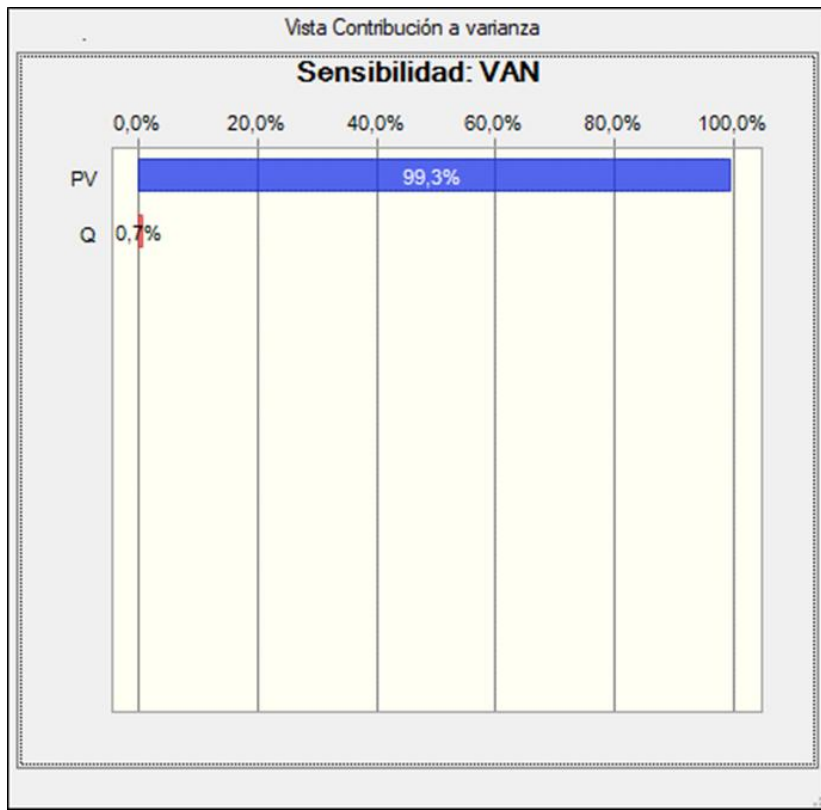 Vista Contribución a varianza
Sensibilidad: VAN
0,0% 20,0% 40,0% 60,0% 80,0% 100,0%
PV 99,3%
Q 0,7%